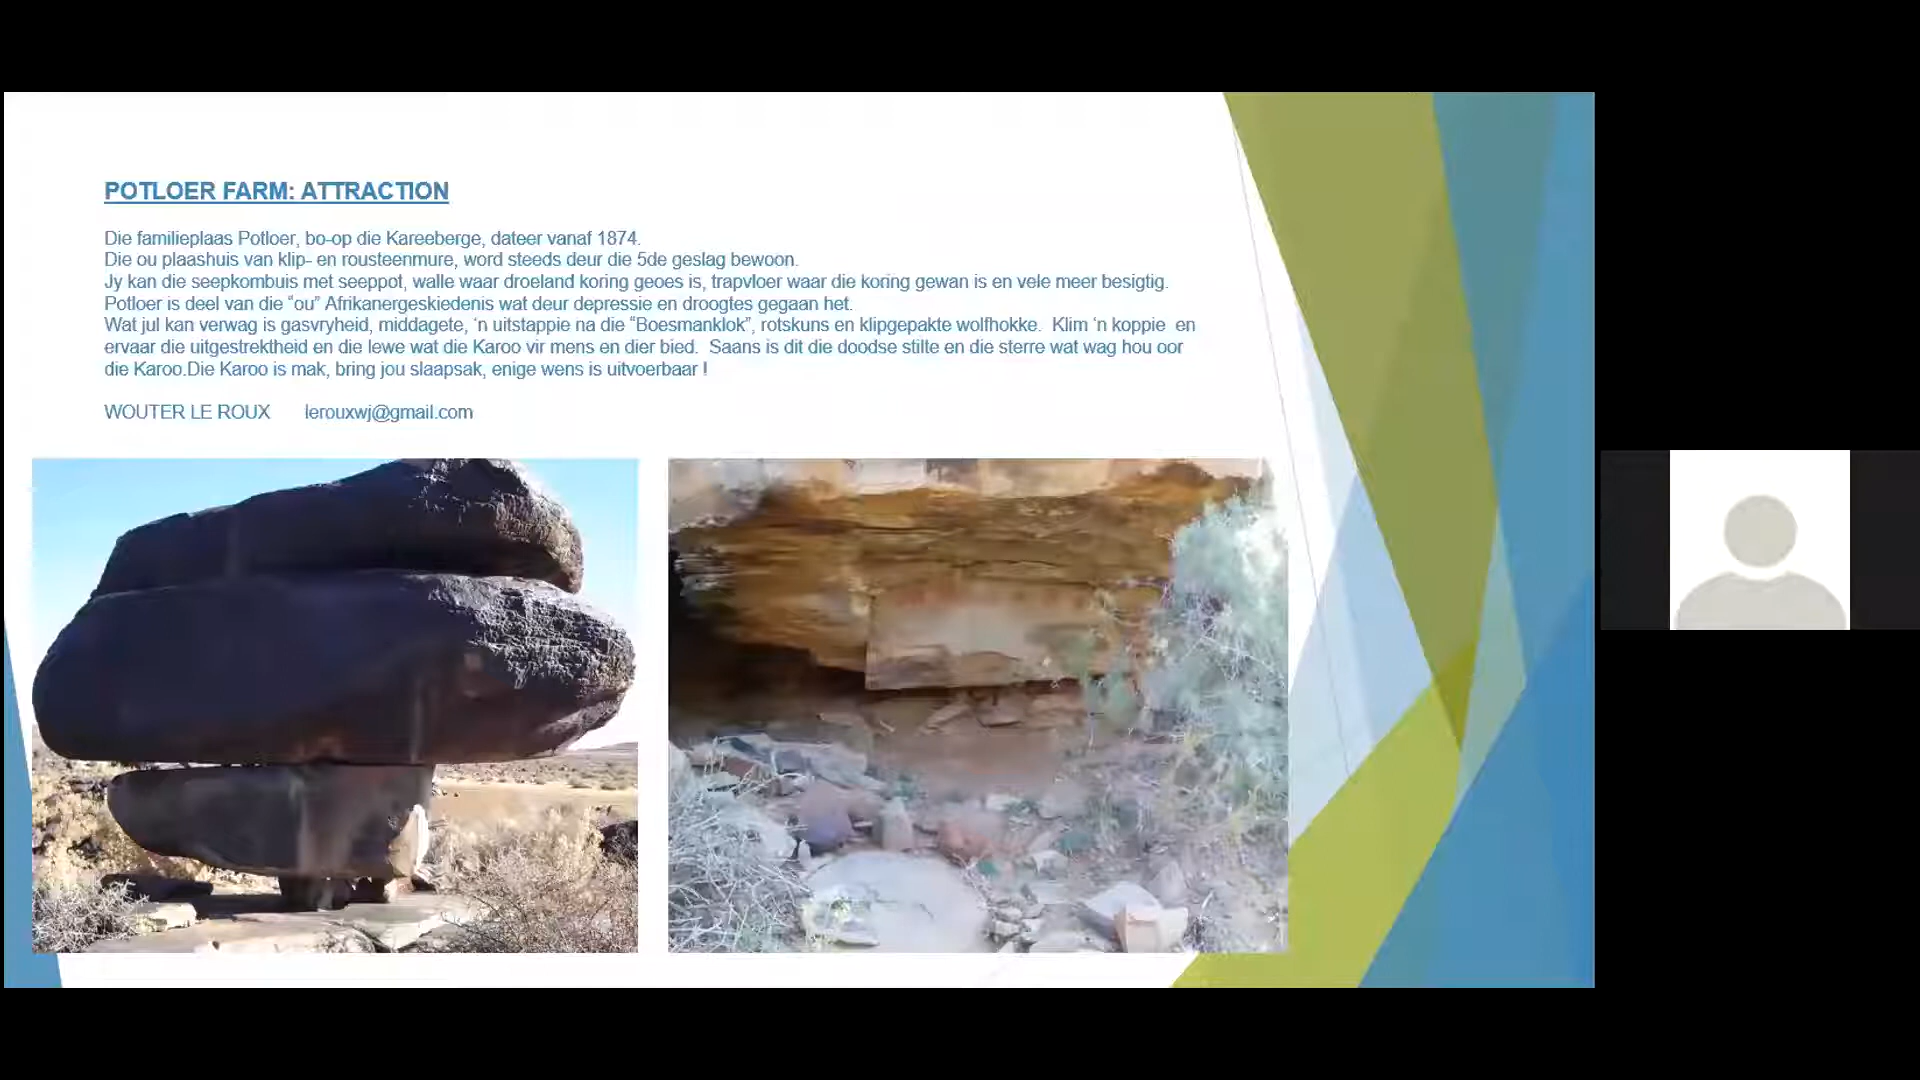 POTLOER FARM: ATTRACTION
Die familieplaas Potloer, bo-op die Kareeberge, dateer vanaf 1874.
Die ou plaashuis van klip- en rousteenmure, word steeds deur die 5de geslag bewoon.
Jy kan die seepkombuis met seeppot, walle waar droeland koring geoes is, trapvloer waar die koring gewan is en vele meer besigtig.
Potloer is deel van die “ou” Afrikanergeskiedenis wat deur depressie en droogtes gegaan het.
Wat jul kan verwag is gasvryheid, middagete, ‘n uitstappie na die “Boesmanklok”, rotskuns en klipgepakte wolfhokke.  Klim ‘n koppie  en
ervaar die uitgestrektheid en die lewe wat die Karoo vir mens en dier bied.  Saans is dit die doodse stilte en die sterre wat wag hou oor
die Karoo.Die Karoo is mak, bring jou slaapsak, enige wens is uitvoerbaar !
WOUTER LE ROUX lerouxwj@gmail.com